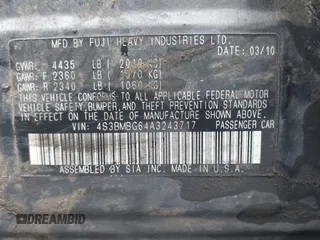 MFD BY FUJI HEAVY INDUSTRIES LTD.
DATE: 03/10
GVWR: 4435 LB
GAWR: F 2360 LB
GAWR: R 2340 LB
THIS VEHICLE CONFORMS TO ALL APPLICABLE FEDERAL MOTOR
VEHICLE SAFETY, BUMPER, AND THEFT PREVENTION STANDARDS
IN EFFECT ON THE DATE OF MANUFACTURE SHOWN ABOVE.
VIN: 4S3BMBG64A3243717 PASSENGER CAR
ASSEMBLED BY SIA INC. MADE IN U.S.A.
DREAMBID